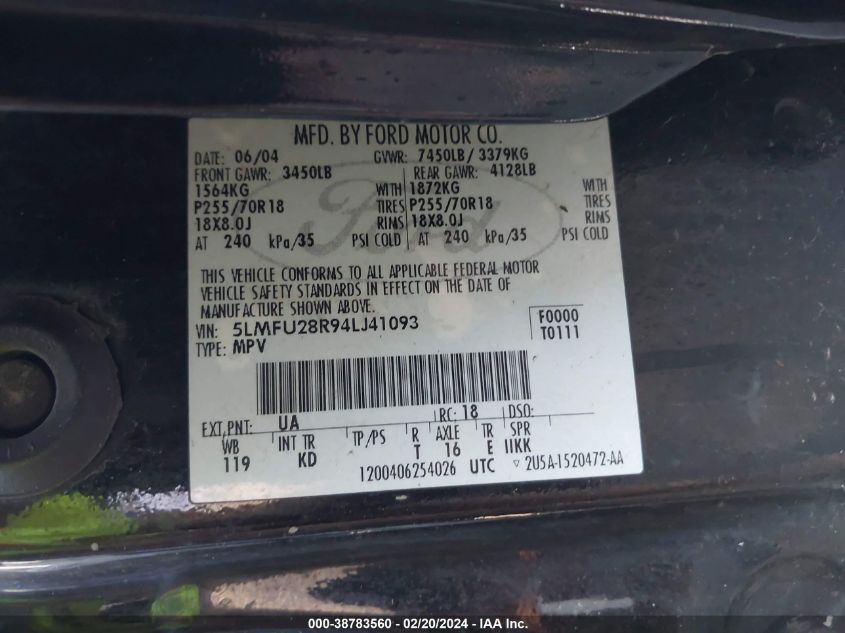 MFD. BY FORD MOTOR CO.
DATE: 06/04 GVWR: 7450LB / 3379KG
FRONT GAWR: 3450LB REAR GAWR: 4128LB
1564KG WITH 1872KG WITH
P255/70R18 TIRES P255/70R18 TIRES
18X8.0J RIMS 18X8.0J RIMS
AT 240 kPa/35 PSI COLD AT 240 kPa/35 PSI COLD
Ford
THIS VEHICLE CONFORMS TO ALL APPLICABLE FEDERAL MOTOR
VEHICLE SAFETY STANDARDS IN EFFECT ON THE DATE OF
MANUFACTURE SHOWN ABOVE.
VIN: 5LMFU28R94LJ41093 F0000
TYPE: MPV T0111
EXT PNT: UA RC: 18 DSO:
WB INT TR TP/PS R AXLE TR SPR
119 KD T 16 E IIKK
1200406254026 UTC ▽ 2U5A-1520472-AA
000-38783560 - 02/20/2024 - IAA Inc.